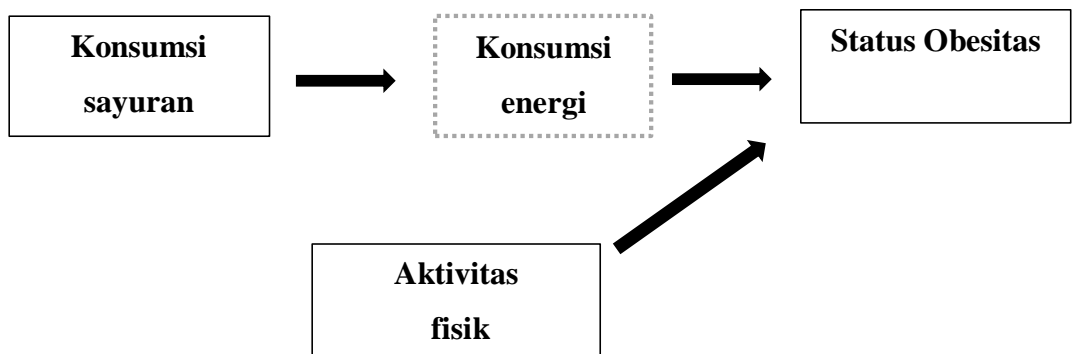 Konsumsi
sayuran
Konsumsi
energi
Status Obesitas
Aktivitas
fisik